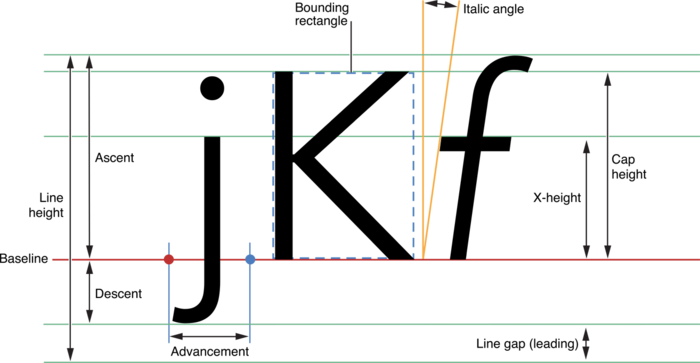 Bounding
rectangle
Italic angle
jKf
Ascent
Cap
height
Line
height
X-height
Baseline
Descent
Line gap (leading)
Advancement